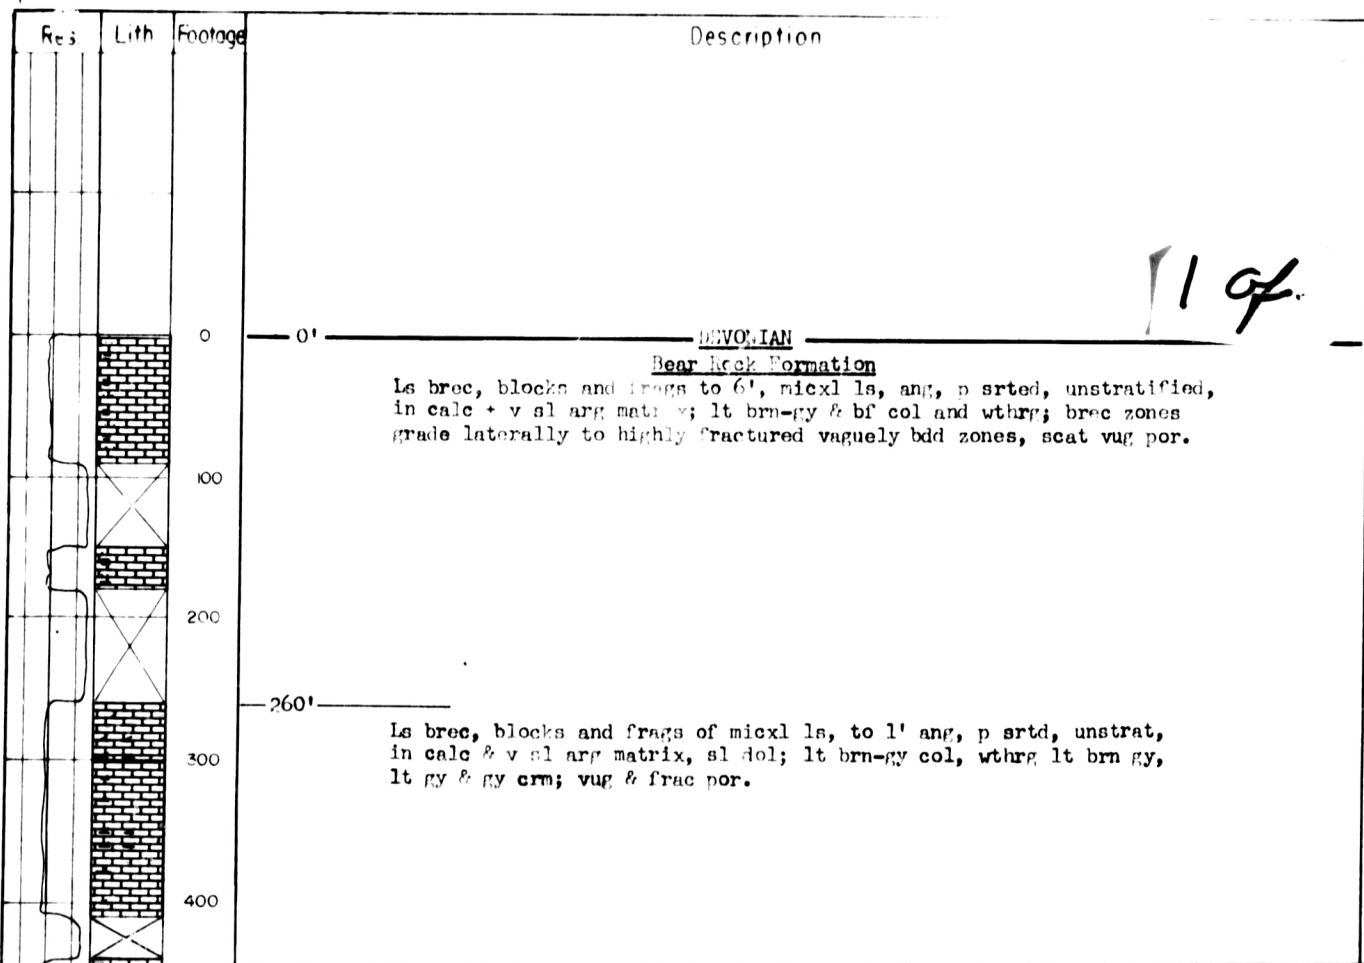 Res. Lith Footage Description
1 of.
0 0' DEVONIAN
Bear Rock Formation
Ls brec, blocks and frags to 6', micxl ls, ang, p srted, unstratified,
in calc + v sl arg matrix; lt brn-gy & bf col and wthrg; brec zones
grade laterally to highly fractured vaguely bdd zones, scat vug por.
100
200
260'
Ls brec, blocks and frags of micxl ls, to 1' ang, p srtd, unstrat,
in calc & v sl arg matrix, sl dol; lt brn-gy col, wthrg lt brn gy,
300
lt gy & gy crm; vug & frac por.
400